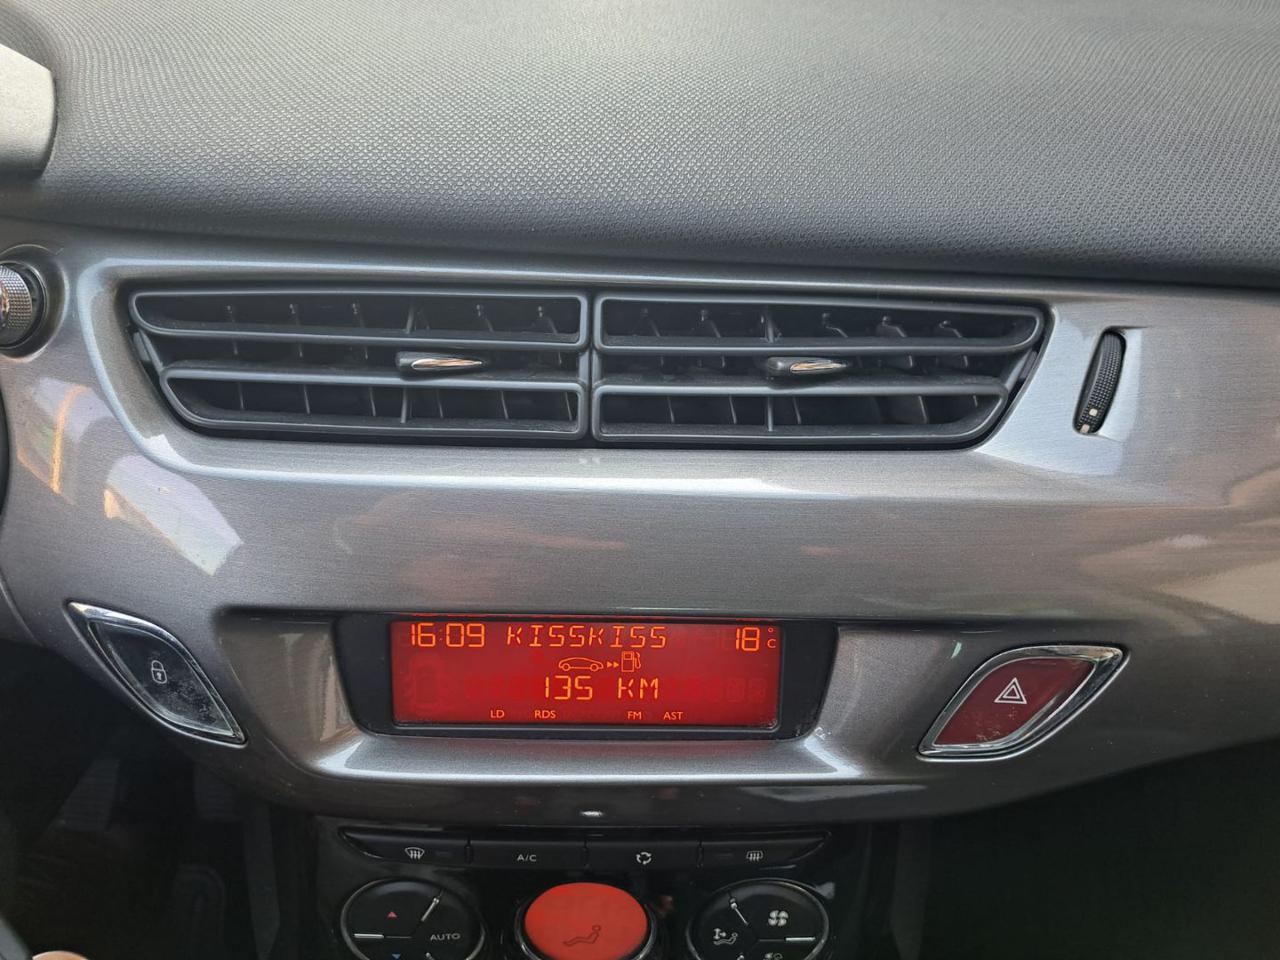 16:09 KISSKISS 18°C
135 KM
LD RDS FM AST
A/C
AUTO